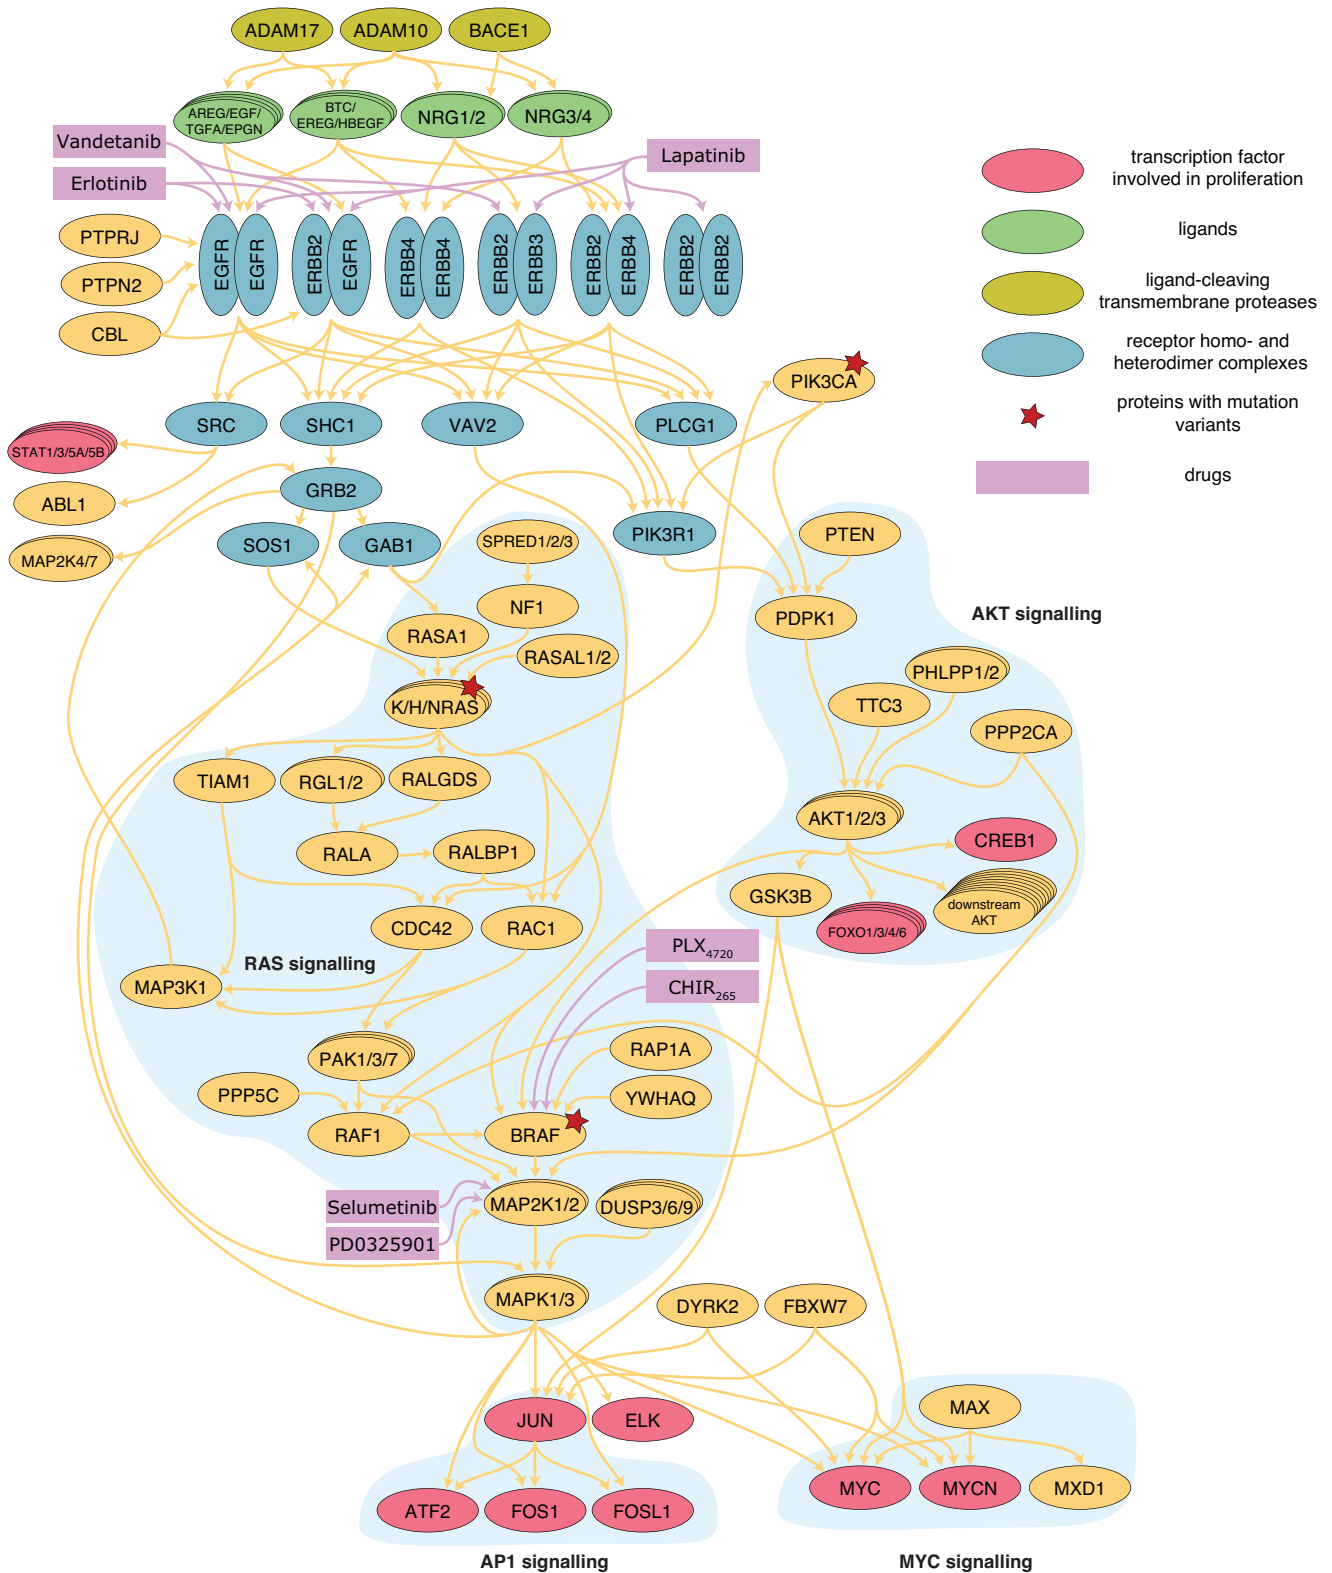 ADAM17
ADAM10
BACE1
AREG/EGF/
TGFA/EPGN
BTC/
EREG/HBEGF
NRG1/2
NRG3/4
Vandetanib
Lapatinib
Erlotinib
transcription factor
involved in proliferation
ligands
ligand-cleaving
transmembrane proteases
receptor homo- and
heterodimer complexes
proteins with mutation
variants
drugs
PTPRJ
PTPN2
CBL
EGFR
EGFR
ERBB2
EGFR
ERBB4
ERBB4
ERBB2
ERBB3
ERBB2
ERBB4
ERBB2
ERBB2
PIK3CA
SRC
SHC1
VAV2
PLCG1
STAT1/3/5A/5B
ABL1
MAP2K4/7
GRB2
SOS1
GAB1
SPRED1/2/3
PIK3R1
PTEN
NF1
RASA1
RASAL1/2
PDPK1
AKT signalling
PHLPP1/2
TTC3
PPP2CA
K/H/NRAS
TIAM1
RGL1/2
RALGDS
RALA
RALBP1
AKT1/2/3
CREB1
GSK3B
FOXO1/3/4/6
downstream
AKT
CDC42
RAC1
RAS signalling
MAP3K1
PLX4720
CHIR265
PAK1/3/7
RAP1A
PPP5C
YWHAQ
RAF1
BRAF
Selumetinib
PD0325901
MAP2K1/2
DUSP3/6/9
MAPK1/3
DYRK2
FBXW7
JUN
ELK
MAX
ATF2
FOS1
FOSL1
MYC
MYCN
MXD1
AP1 signalling
MYC signalling